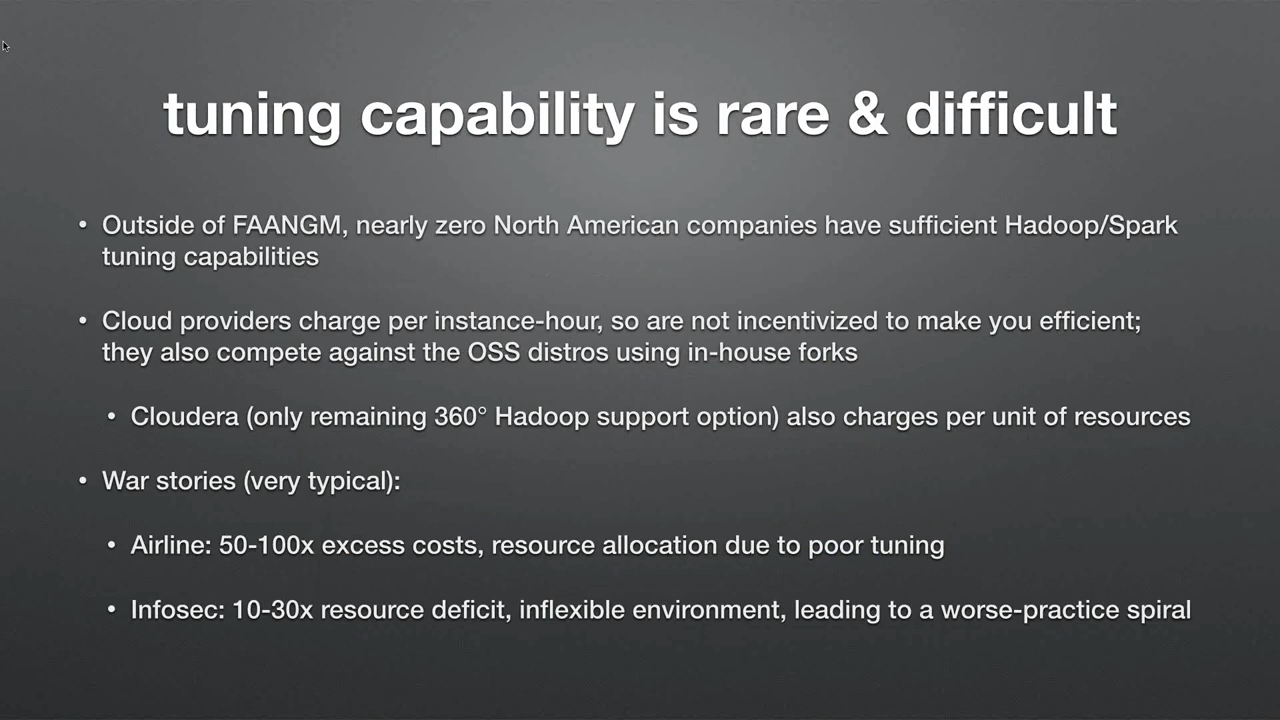 tuning capability is rare & difficult
• Outside of FAANGM, nearly zero North American companies have sufficient Hadoop/Spark
tuning capabilities
• Cloud providers charge per instance-hour, so are not incentivized to make you efficient;
they also compete against the OSS distros using in-house forks
• Cloudera (only remaining 360° Hadoop support option) also charges per unit of resources
• War stories (very typical):
• Airline: 50-100x excess costs, resource allocation due to poor tuning
• Infosec: 10-30x resource deficit, inflexible environment, leading to a worse-practice spiral